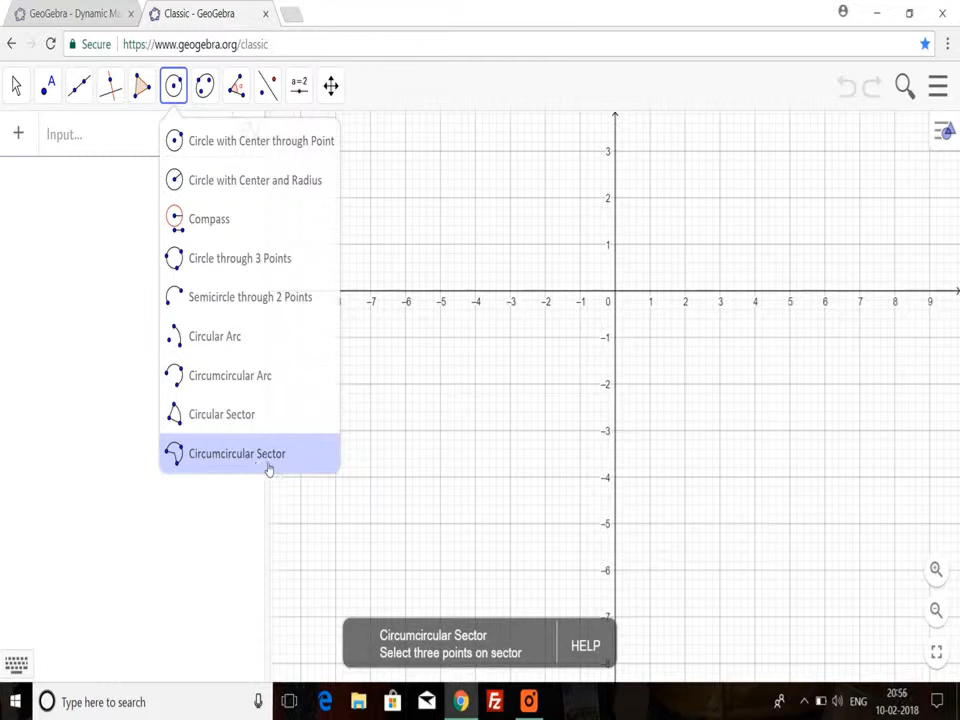 GeoGebra - Dynamic Ma
Classic - GeoGebra
Secure
https://www.geogebra.org/classic
A
a=2
Input...
Circle with Center through Point
Circle with Center and Radius
Compass
Circle through 3 Points
Semicircle through 2 Points
Circular Arc
Circumcircular Arc
Circular Sector
Circumcircular Sector
3
2
1
-7 -6 -5 -4 -3 -2 -1 0 1 2 3 4 5 6 7 8 9
-1
-2
-3
-4
-5
-6
-7
Circumcircular Sector
Select three points on sector
HELP
Type here to search
ENG
20:56
10-02-2018